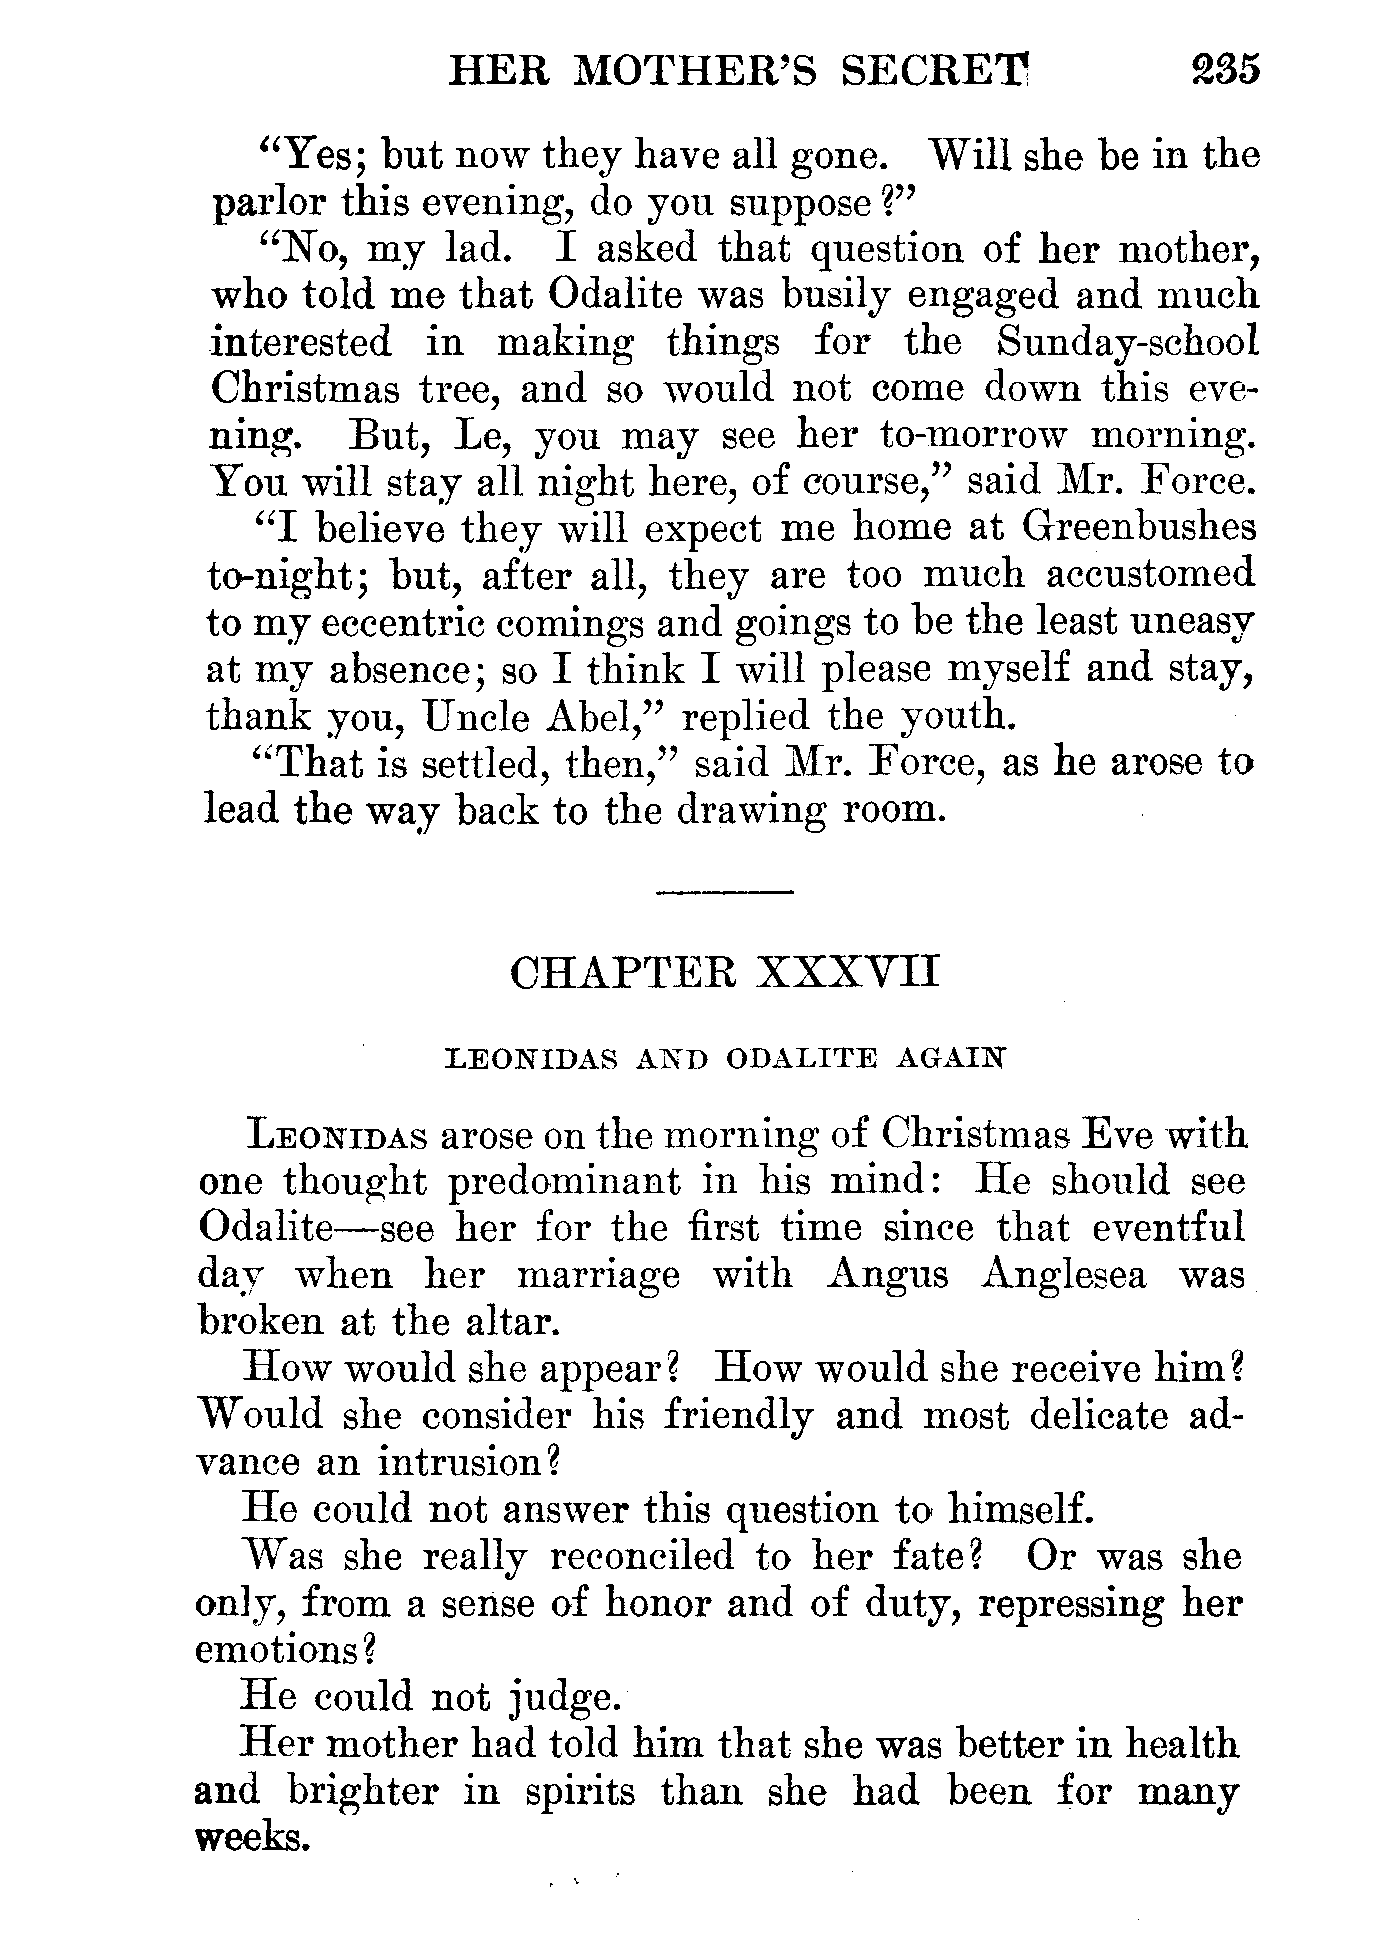 HER MOTHER'S SECRET 235
“Yes; but now they have all gone. Will she be in the
parlor this evening, do you suppose?”
“No, my lad. I asked that question of her mother,
who told me that Odalite was busily engaged and much
interested in making things for the Sunday-school
Christmas tree, and so would not come down this eve-
ning. But, Le, you may see her to-morrow morning.
You will stay all night here, of course,” said Mr. Force.
“I believe they will expect me home at Greenbushes
to-night; but, after all, they are too much accustomed
to my eccentric comings and goings to be the least uneasy
at my absence; so I think I will please myself and stay,
thank you, Uncle Abel,” replied the youth.
“That is settled, then,” said Mr. Force, as he arose to
lead the way back to the drawing room.
CHAPTER XXXVII
LEONIDAS AND ODALITE AGAIN
LEONIDAS arose on the morning of Christmas Eve with
one thought predominant in his mind: He should see
Odalite—see her for the first time since that eventful
day when her marriage with Angus Anglesea was
broken at the altar.
How would she appear? How would she receive him?
Would she consider his friendly and most delicate ad-
vance an intrusion?
He could not answer this question to himself.
Was she really reconciled to her fate? Or was she
only, from a sense of honor and of duty, repressing her
emotions?
He could not judge.
Her mother had told him that she was better in health
and brighter in spirits than she had been for many
weeks.